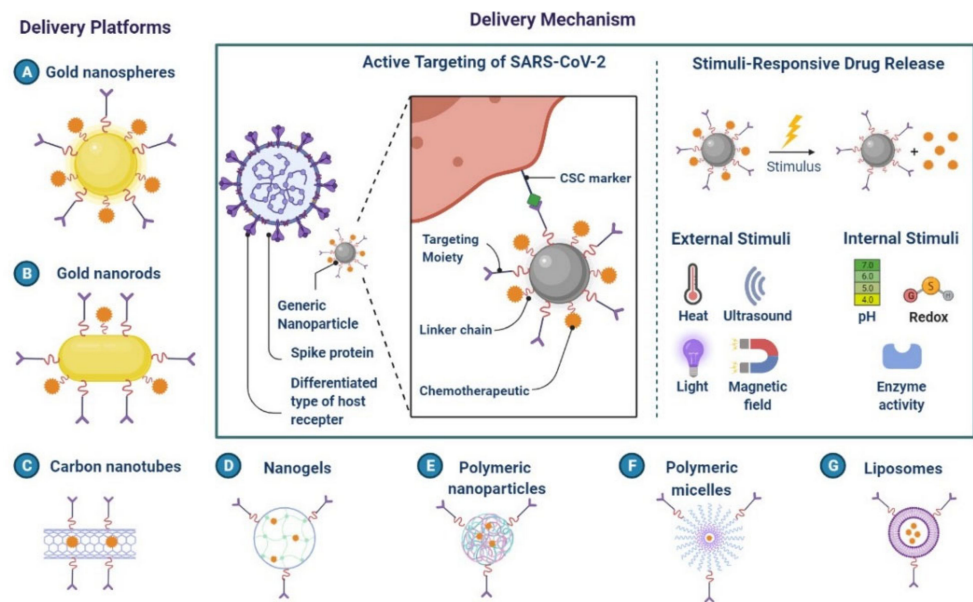 Delivery Platforms
Delivery Mechanism
A Gold nanospheres
Active Targeting of SARS-CoV-2
Stimuli-Responsive Drug Release
CSC marker
Stimulus
+
Targeting
Moiety
B Gold nanorods
External Stimuli
Internal Stimuli
Generic
Nanoparticle
7.0
6.0
5.0
4.0
G S H
Heat
Ultrasound
pH
Redox
Linker chain
Spike protein
Differentiated
type of host
recepter
Chemotherapeutic
Light
Magnetic
field
Enzyme
activity
C Carbon nanotubes
D Nanogels
E Polymeric
nanoparticles
F Polymeric
micelles
G Liposomes